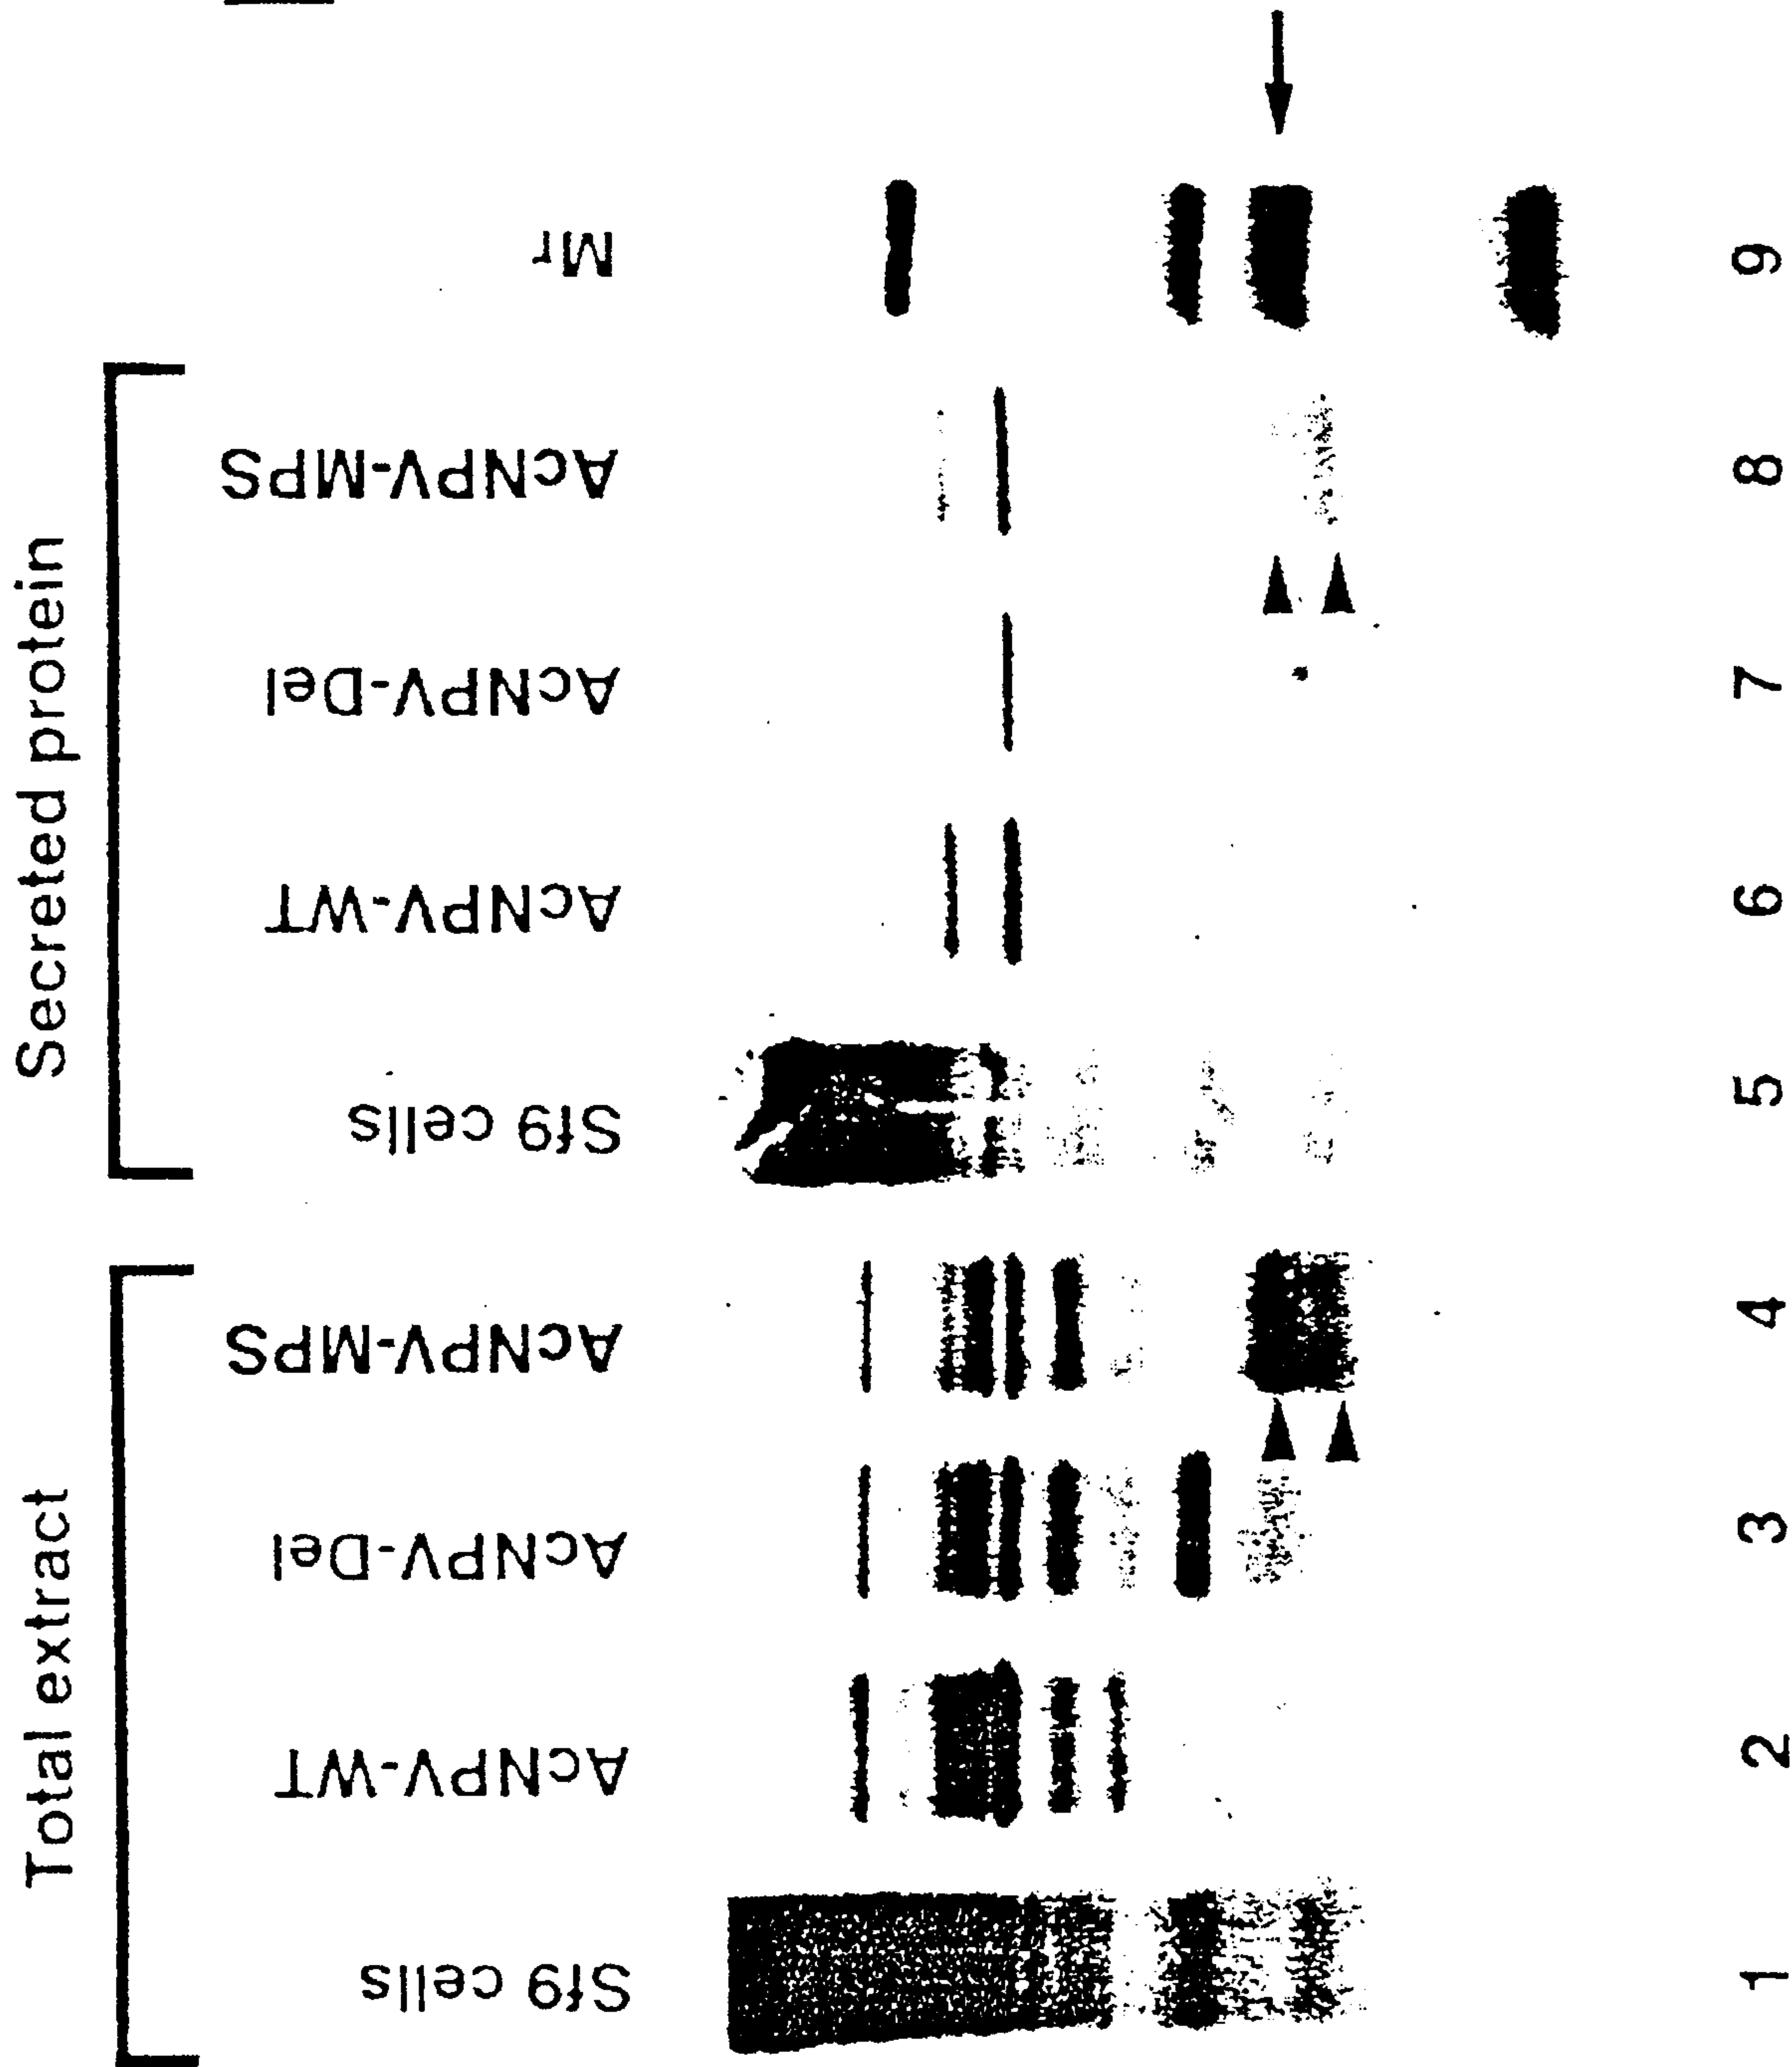 Total extract
Secreted protein
Sf9 cells
AcNPV-WT
AcNPV-Del
AcNPV-MPS
Sf9 cells
AcNPV-WT
AcNPV-Del
AcNPV-MPS
Mr
1 2 3 4 5 6 7 8 9